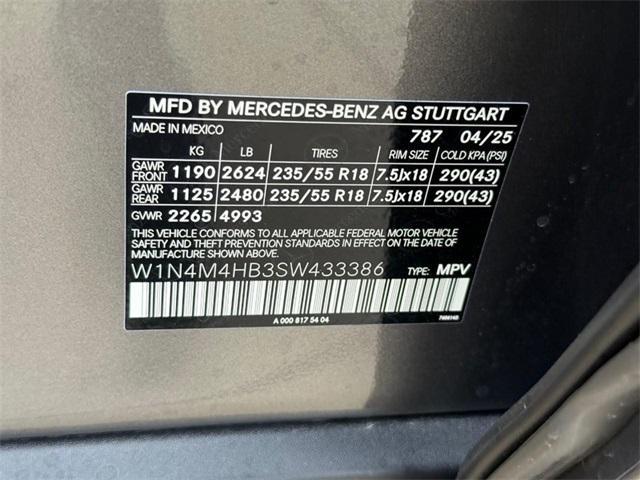 MFD BY MERCEDES-BENZ AG STUTTGART
MADE IN MEXICO 787 04/25
KG LB TIRES RIM SIZE COLD KPA (PSI)
GAWR FRONT 1190 2624 235/55 R18 7.5Jx18 290(43)
GAWR REAR 1125 2480 235/55 R18 7.5Jx18 290(43)
GVWR 2265 4993
THIS VEHICLE CONFORMS TO ALL APPLICABLE FEDERAL MOTOR VEHICLE
SAFETY AND THEFT PREVENTION STANDARDS IN EFFECT ON THE DATE OF
MANUFACTURE SHOWN ABOVE.
W1N4M4HB3SW433386 TYPE: MPV
A 000 817 54 04